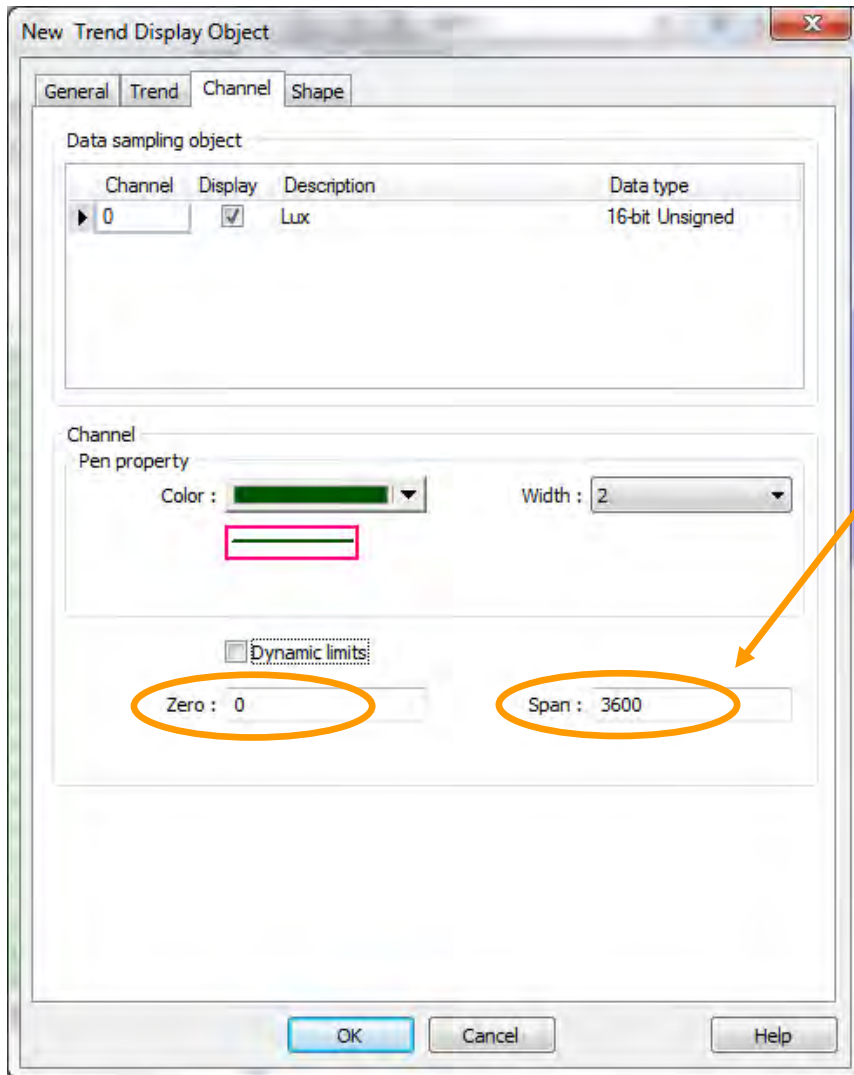 New Trend Display Object
General Trend Channel Shape
Data sampling object
Channel Display Description Data type
0 Lux 16-bit Unsigned
Channel
Pen property
Color : Width : 2
Dynamic limits
Zero : 0 Span : 3600
OK Cancel Help